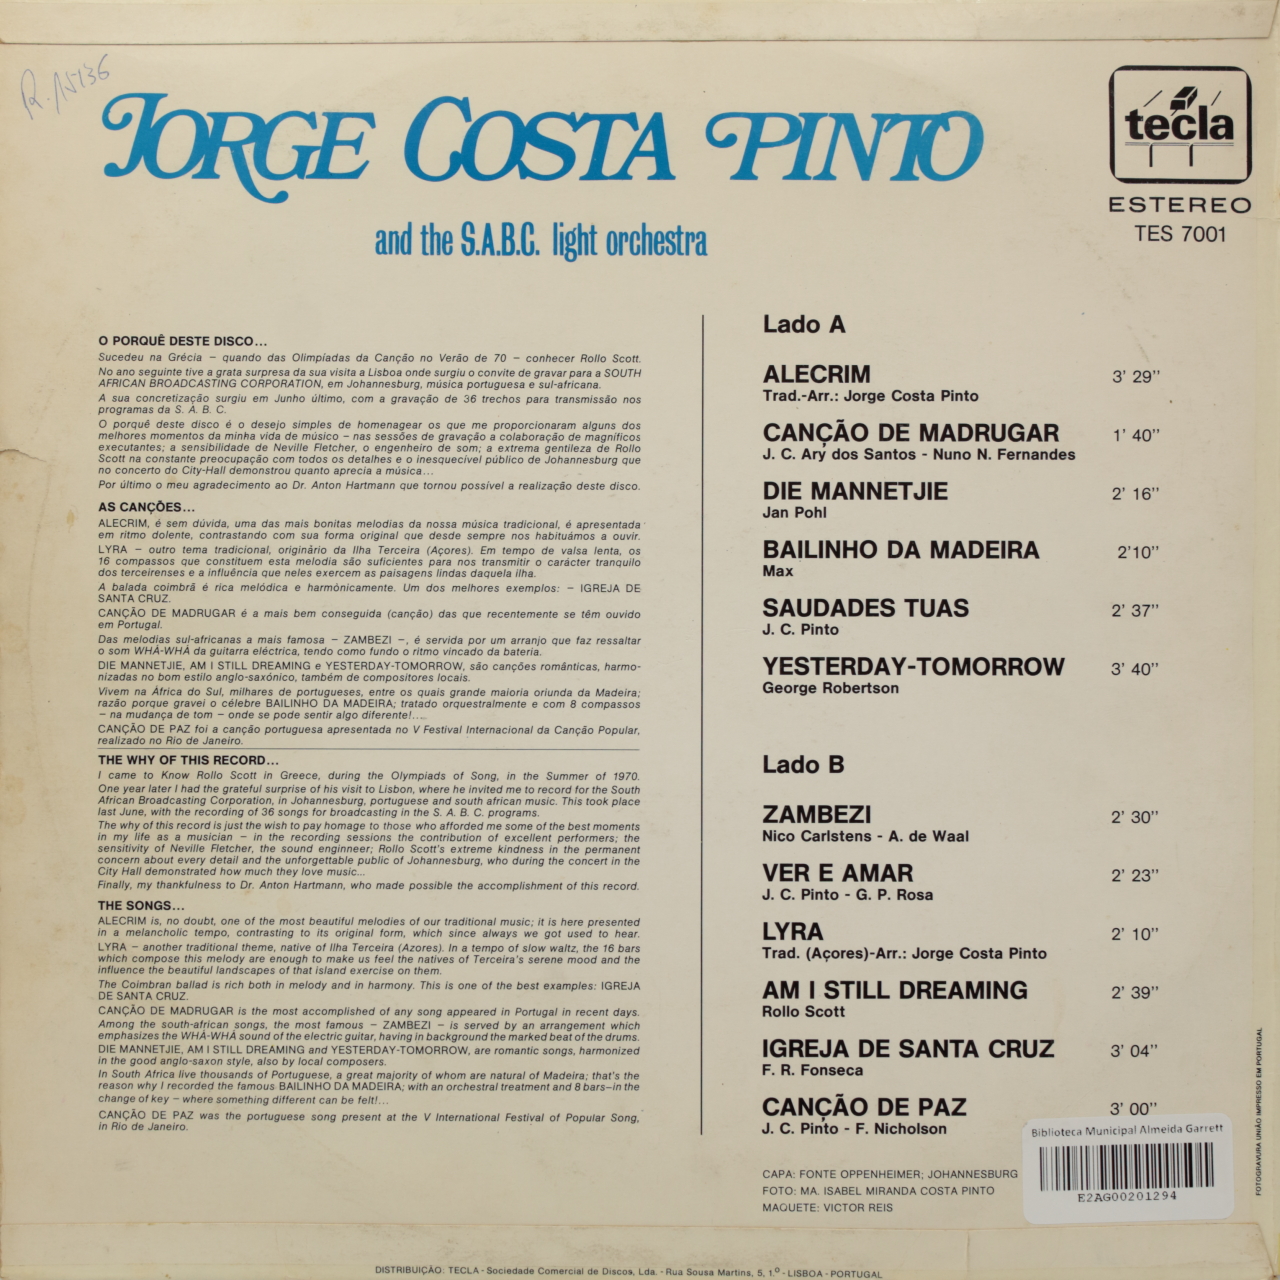 R. 15136
JORGE COSTA PINTO
and the S.A.B.C. light orchestra
tecla
ESTEREO
TES 7001
O PORQUÊ DESTE DISCO...
Sucedeu na Grécia – quando das Olimpíadas da Canção no Verão de 70 – conhecer Rollo Scott.
No ano seguinte tive a grata surpresa da sua visita a Lisboa onde surgiu o convite de gravar para a SOUTH
AFRICAN BROADCASTING CORPORATION, em Johannesburg, música portuguesa e sul-africana.
A sua concretização surgiu em Junho último, com a gravação de 36 trechos para transmissão nos
programas da S. A. B. C.
O porquê deste disco é o desejo simples de homenagear os que me proporcionaram alguns dos
melhores momentos da minha vida de músico – nas sessões de gravação a colaboração de magníficos
executantes; a sensibilidade de Neville Fletcher, o engenheiro de som; a extrema gentileza de Rollo
Scott na constante preocupação com todos os detalhes e o inesquecível público de Johannesburg que
no concerto do City-Hall demonstrou quanto aprecia a música...
Por último o meu agradecimento ao Dr. Anton Hartmann que tornou possível a realização deste disco.
AS CANÇÕES...
ALECRIM, é sem dúvida, uma das mais bonitas melodias da nossa música tradicional, é apresentada
em ritmo dolente, contrastando com sua forma original que desde sempre nos habituámos a ouvir.
LYRA – outro tema tradicional, originário da Ilha Terceira (Açores). Em tempo de valsa lenta, os
16 compassos que constituem esta melodia são suficientes para nos transmitir o carácter tranquilo
dos terceirenses e a influência que neles exercem as paisagens lindas daquela ilha.
A balada coimbrã é rica melódica e harmònicamente. Um dos melhores exemplos: – IGREJA DE
SANTA CRUZ.
CANÇÃO DE MADRUGAR é a mais bem conseguida (canção) das que recentemente se têm ouvido
em Portugal.
Das melodias sul-africanas a mais famosa – ZAMBEZI –, é servida por um arranjo que faz ressaltar
o som WHÁ-WHÁ da guitarra eléctrica, tendo como fundo o ritmo vincado da bateria.
DIE MANNETJIE, AM I STILL DREAMING e YESTERDAY-TOMORROW, são canções românticas, harmo-
nizadas no bom estilo anglo-saxónico, também de compositores locais.
Vivem na África do Sul, milhares de portugueses, entre os quais grande maioria oriunda da Madeira;
razão porque gravei o célebre BAILINHO DA MADEIRA; tratado orquestralmente e com 8 compassos
– na mudança de tom – onde se pode sentir algo diferente!....
CANÇÃO DE PAZ foi a canção portuguesa apresentada no V Festival Internacional da Canção Popular,
realizado no Rio de Janeiro.
THE WHY OF THIS RECORD...
I came to Know Rollo Scott in Greece, during the Olympiads of Song, in the Summer of 1970.
One year later I had the grateful surprise of his visit to Lisbon, where he invited me to record for the South
African Broadcasting Corporation, in Johannesburg, portuguese and south african music. This took place
last June, with the recording of 36 songs for broadcasting in the S. A. B. C. programs.
The why of this record is just the wish to pay homage to those who afforded me some of the best moments
in my life as a musician – in the recording sessions the contribution of excellent performers; the
sensitivity of Neville Fletcher, the sound enginneer; Rollo Scott's extreme kindness in the permanent
concern about every detail and the unforgettable public of Johannesburg, who during the concert in the
City Hall demonstrated how much they love music...
Finally, my thankfulness to Dr. Anton Hartmann, who made possible the accomplishment of this record.
THE SONGS...
ALECRIM is, no doubt, one of the most beautiful melodies of our traditional music; it is here presented
in a melancholic tempo, contrasting to its original form, which since always we got used to hear.
LYRA – another traditional theme, native of Ilha Terceira (Azores). In a tempo of slow waltz, the 16 bars
which compose this melody are enough to make us feel the natives of Terceira's serene mood and the
influence the beautiful landscapes of that island exercise on them.
The Coimbran ballad is rich both in melody and in harmony. This is one of the best examples: IGREJA
DE SANTA CRUZ.
CANÇÃO DE MADRUGAR is the most accomplished of any song appeared in Portugal in recent days.
Among the south-african songs, the most famous – ZAMBEZI – is served by an arrangement which
emphasizes the WHÁ-WHÁ sound of the electric guitar, having in background the marked beat of the drums.
DIE MANNETJIE, AM I STILL DREAMING and YESTERDAY-TOMORROW, are romantic songs, harmonized
in the good anglo-saxon style, also by local composers.
In South Africa live thousands of Portuguese, a great majority of whom are natural of Madeira; that's the
reason why I recorded the famous BAILINHO DA MADEIRA; with an orchestral treatment and 8 bars–in the
change of key – where something different can be felt!...
CANÇÃO DE PAZ was the portuguese song present at the V International Festival of Popular Song,
in Rio de Janeiro.
Lado A
ALECRIM 3' 29''
Trad.-Arr.: Jorge Costa Pinto
CANÇÃO DE MADRUGAR 1' 40''
J. C. Ary dos Santos - Nuno N. Fernandes
DIE MANNETJIE 2' 16''
Jan Pohl
BAILINHO DA MADEIRA 2'10''
Max
SAUDADES TUAS 2' 37''
J. C. Pinto
YESTERDAY-TOMORROW 3' 40''
George Robertson
Lado B
ZAMBEZI 2' 30''
Nico Carlstens - A. de Waal
VER E AMAR 2' 23''
J. C. Pinto - G. P. Rosa
LYRA 2' 10''
Trad. (Açores)-Arr.: Jorge Costa Pinto
AM I STILL DREAMING 2' 39''
Rollo Scott
IGREJA DE SANTA CRUZ 3' 04''
F. R. Fonseca
CANÇÃO DE PAZ 3' 00''
J. C. Pinto - F. Nicholson
CAPA: FONTE OPPENHEIMER; JOHANNESBURG
FOTO: MA. ISABEL MIRANDA COSTA PINTO
MAQUETE: VICTOR REIS
Biblioteca Municipal Almeida Garrett
E2AG00201294
FOTOGRAVURA UNIÃO IMPRESSO EM PORTUGAL
DISTRIBUIÇÃO: TECLA - Sociedade Comercial de Discos, Lda. - Rua Sousa Martins, 5, 1.º - LISBOA - PORTUGAL